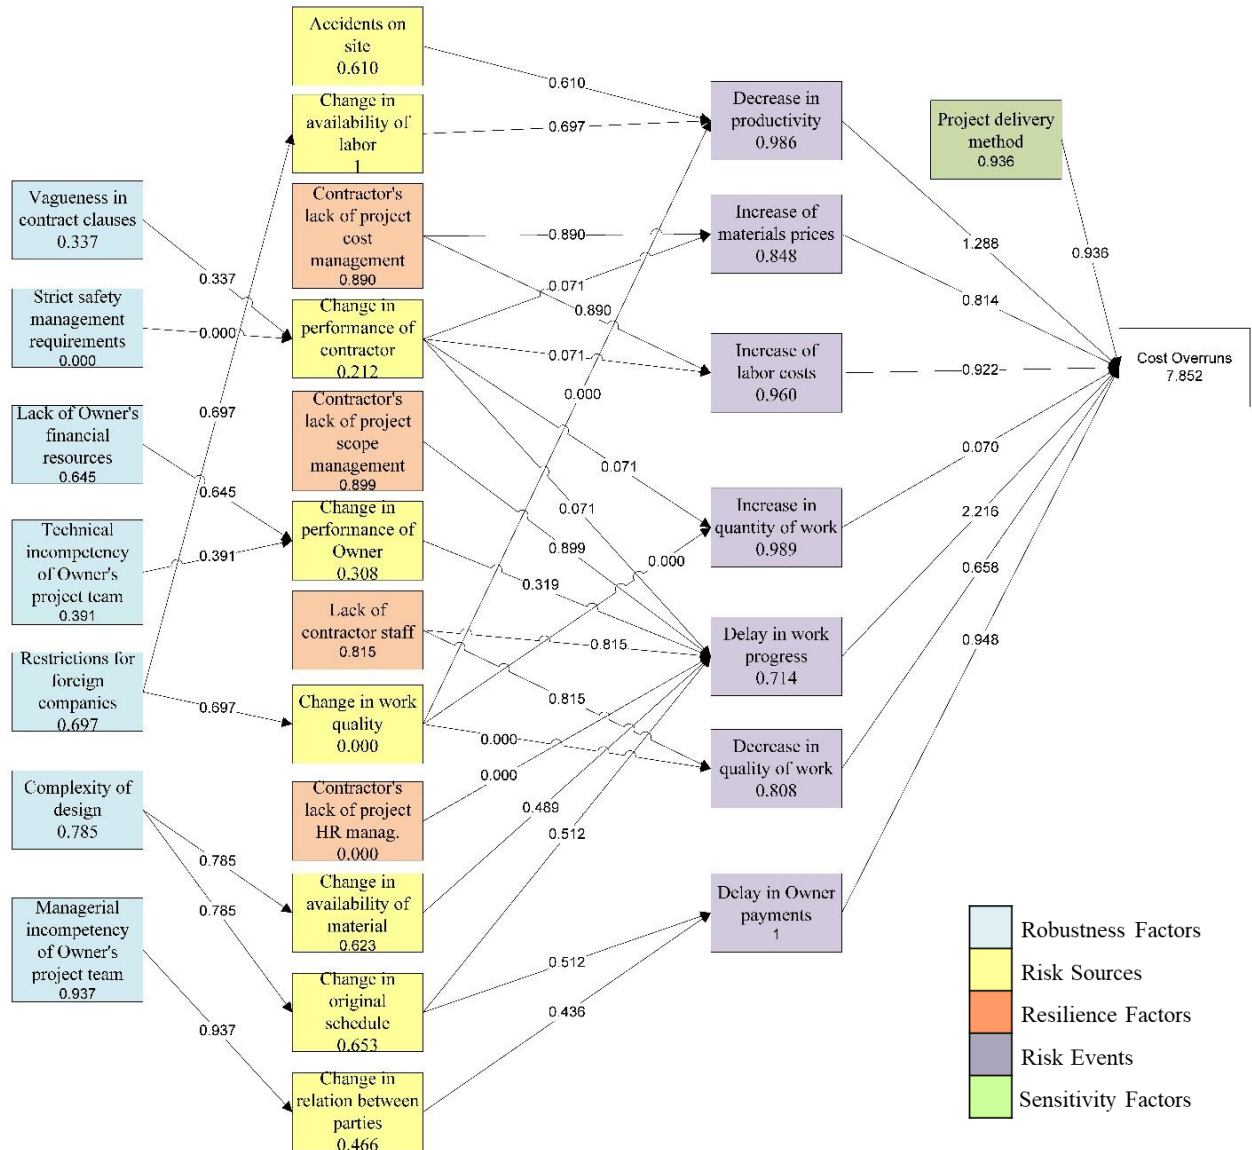 Vagueness in
contract clauses
0.337
Strict safety
management
requirements
0.000
Lack of Owner's
financial
resources
0.645
Technical
incompetency
of Owner's
project team
0.391
Restrictions for
foreign
companies
0.697
Complexity of
design
0.785
Managerial
incompetency
of Owner's
project team
0.937
0.337
0.000
0.697
0.645
0.391
0.697
0.785
0.785
0.937
Accidents on
site
0.610
Change in
availability of
labor
1
Contractor's
lack of project
cost
management
0.890
Change in
performance of
contractor
0.212
Contractor's
lack of project
scope
management
0.899
Change in
performance of
Owner
0.308
Lack of
contractor staff
0.815
Change in work
quality
0.000
Contractor's
lack of project
HR manag.
0.000
Change in
availability of
material
0.623
Change in
original
schedule
0.653
Change in
relation between
parties
0.466
0.610
0.697
0.890
0.071
0.890
0.071
0.000
0.071
0.071
0.899
0.000
0.319
0.815
0.815
0.000
0.000
0.489
0.512
0.512
0.436
Decrease in
productivity
0.986
Increase of
materials prices
0.848
Increase of
labor costs
0.960
Increase in
quantity of work
0.989
Delay in work
progress
0.714
Decrease in
quality of work
0.808
Delay in Owner
payments
1
Project delivery
method
0.936
1.288
0.936
0.814
0.922
0.070
2.216
0.658
0.948
Cost Overruns
7.852
Robustness Factors
Risk Sources
Resilience Factors
Risk Events
Sensitivity Factors